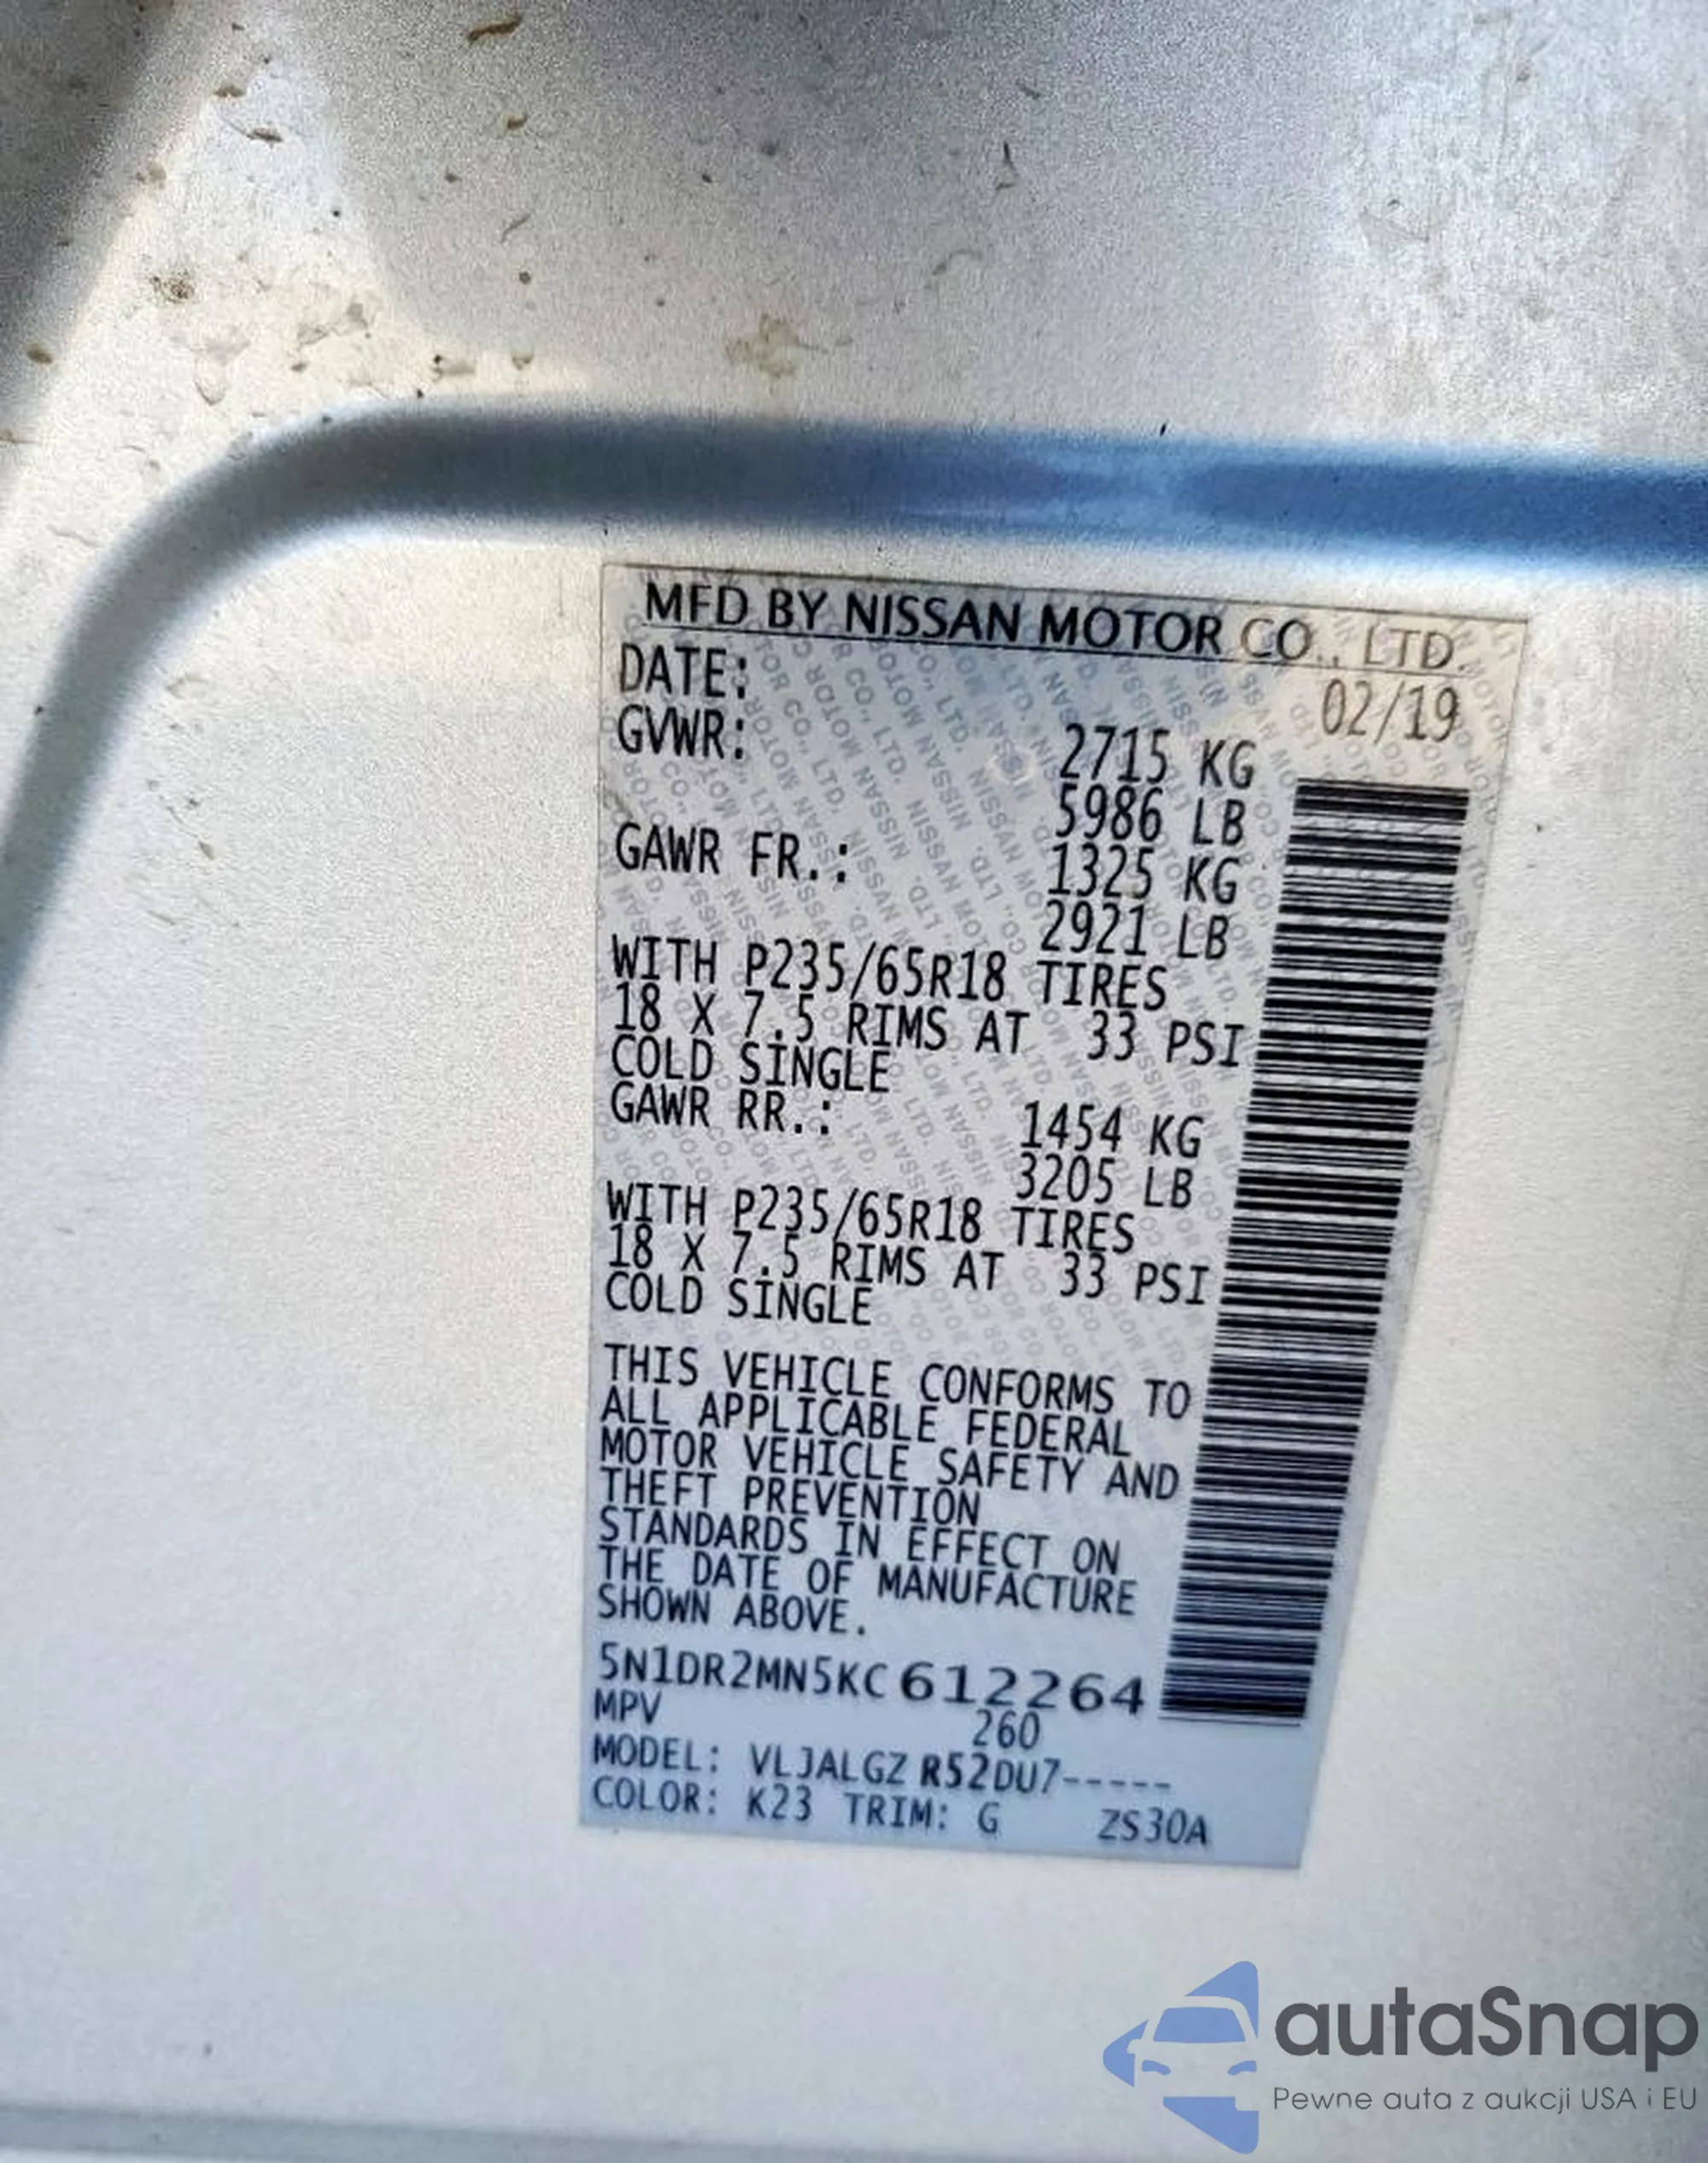 MFD BY NISSAN MOTOR CO., LTD.
DATE: 02/19
GVWR: 2715 KG
5986 LB
GAWR FR.: 1325 KG
2921 LB
WITH P235/65R18 TIRES
18 X 7.5 RIMS AT 33 PSI
COLD SINGLE
GAWR RR.: 1454 KG
3205 LB
WITH P235/65R18 TIRES
18 X 7.5 RIMS AT 33 PSI
COLD SINGLE
THIS VEHICLE CONFORMS TO
ALL APPLICABLE FEDERAL
MOTOR VEHICLE SAFETY AND
THEFT PREVENTION
STANDARDS IN EFFECT ON
THE DATE OF MANUFACTURE
SHOWN ABOVE.
5N1DR2MN5KC612264
MPV 260
MODEL: VLJALGZ R52DU7-----
COLOR: K23 TRIM: G ZS30A
autaSnap
Pewne auta z aukcji USA i EU